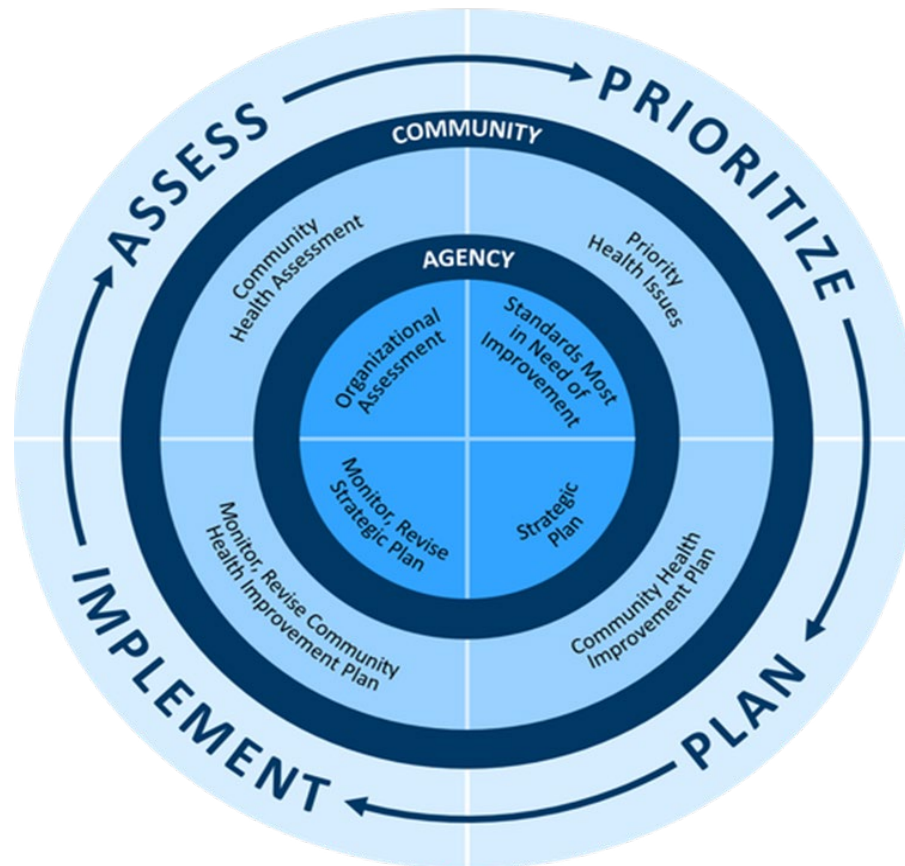 ASSESS
PRIORITIZE
PLAN
IMPLEMENT
COMMUNITY
Community
Health Assessment
Priority
Health Issues
Community Health
Improvement Plan
Monitor, Revise Community
Health Improvement Plan
AGENCY
Organizational
Assessment
Standards Most
in Need of
Improvement
Strategic
Plan
Monitor, Revise
Strategic Plan